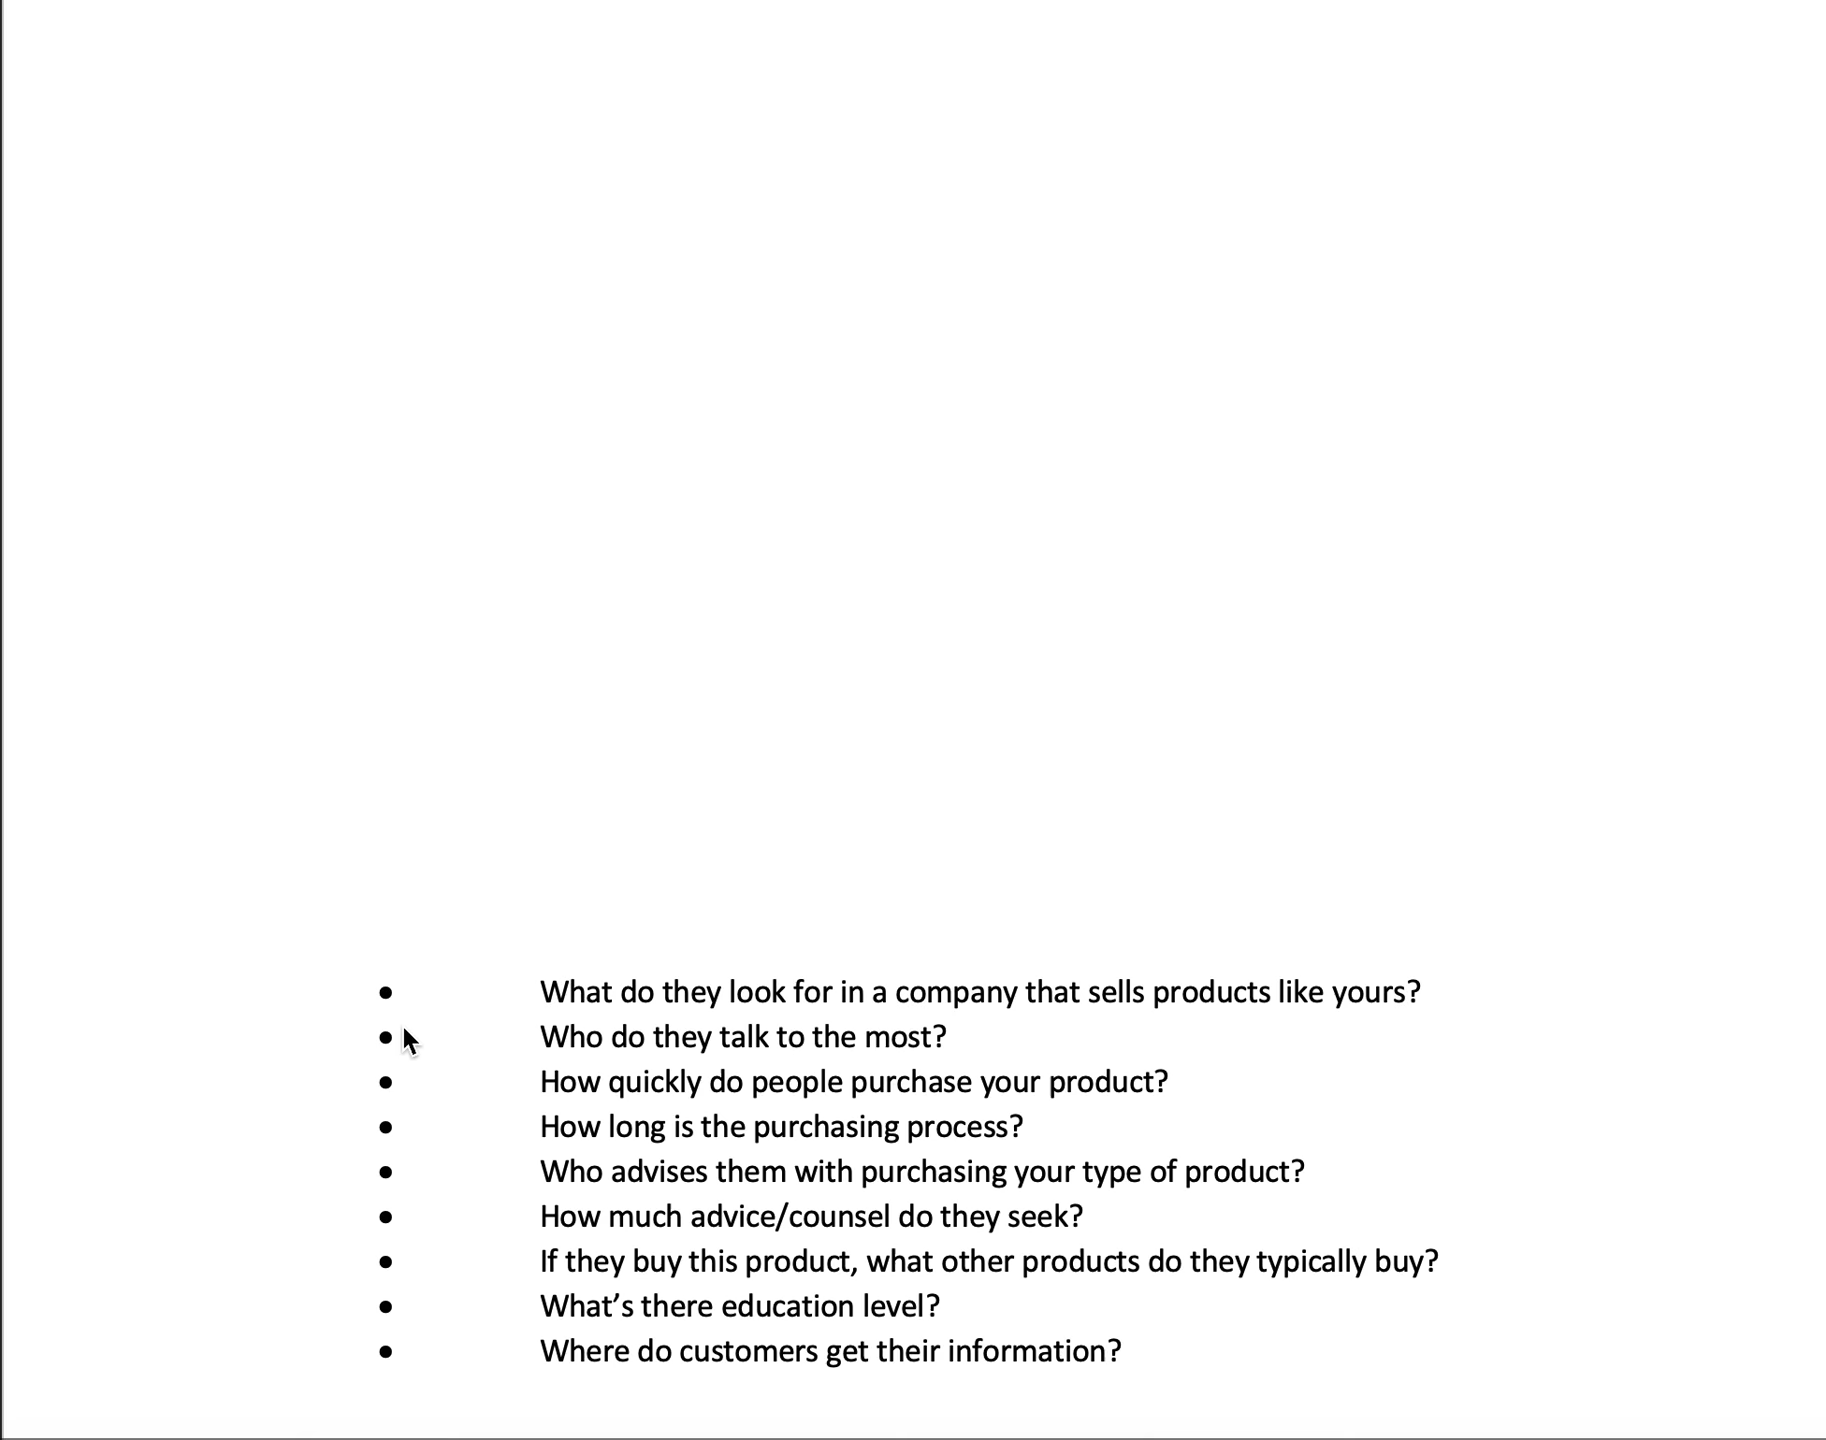 • What do they look for in a company that sells products like yours?
• Who do they talk to the most?
• How quickly do people purchase your product?
• How long is the purchasing process?
• Who advises them with purchasing your type of product?
• How much advice/counsel do they seek?
• If they buy this product, what other products do they typically buy?
• What’s there education level?
• Where do customers get their information?